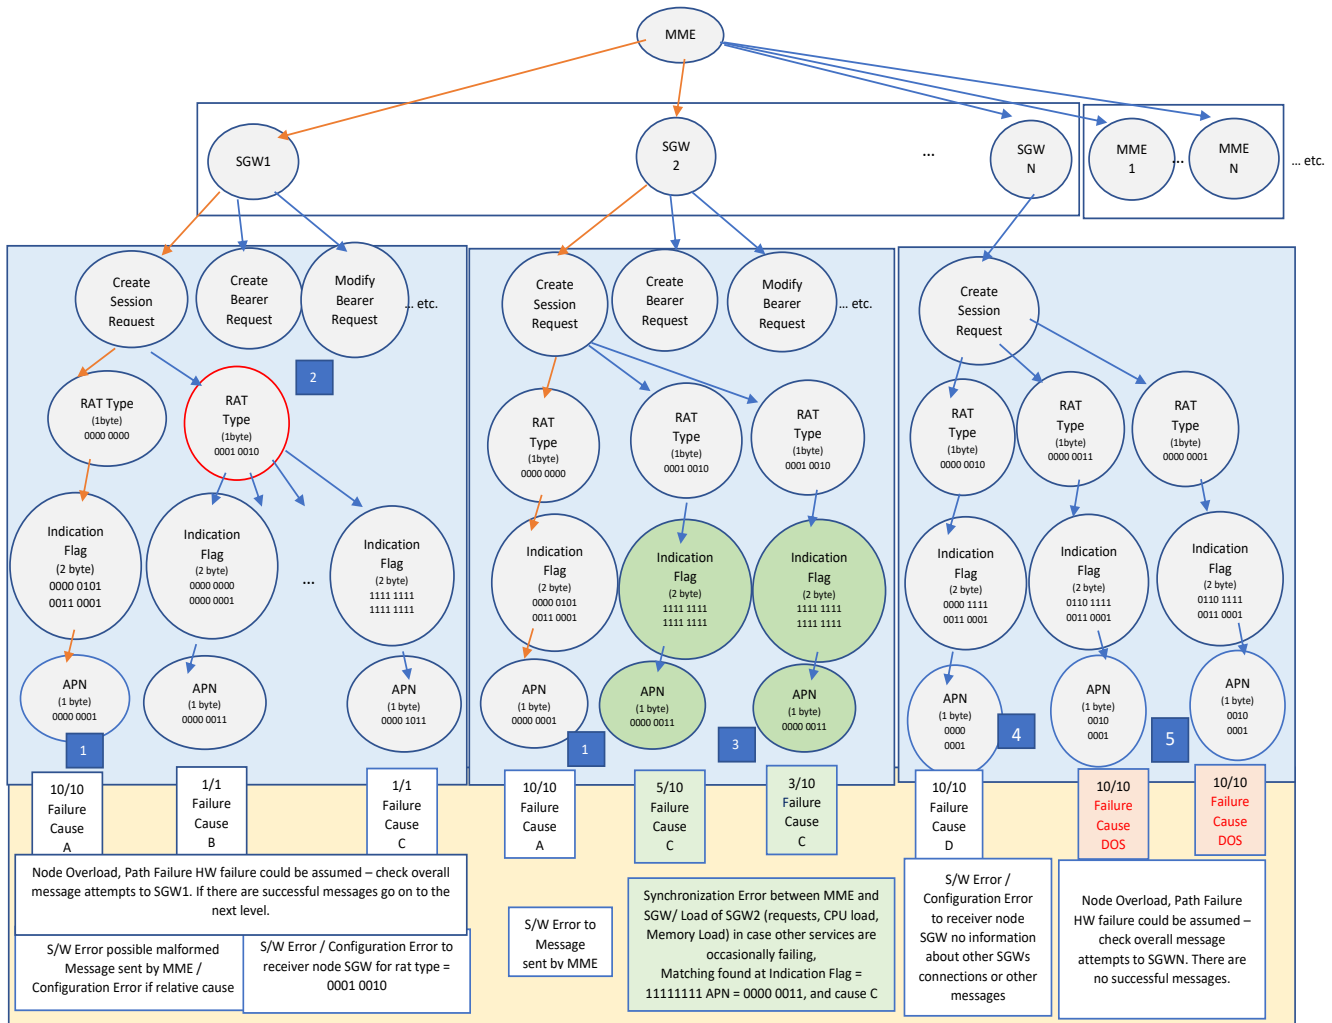 MME
SGW1
SGW
2
...
SGW
N
MME
1
...
MME
N
... etc.
Create
Session
Request
Create
Bearer
Request
Modify
Bearer
Request
... etc.
Create
Session
Request
Create
Bearer
Request
Modify
Bearer
Request
... etc.
Create
Session
Request
2
RAT Type
(1byte)
0000 0000
RAT
Type
(1byte)
0001 0010
RAT
Type
(1byte)
0000 0000
RAT
Type
(1byte)
0001 0010
RAT
Type
(1byte)
0001 0010
RAT
Type
(1byte)
0000 0010
RAT
Type
(1byte)
0000 0011
RAT
Type
(1byte)
0000 0001
Indication
Flag
(2 byte)
0000 0101
0011 0001
Indication
Flag
(2 byte)
0000 0000
0000 0001
...
Indication
Flag
(2 byte)
1111 1111
1111 1111
Indication
Flag
(2 byte)
0000 0101
0011 0001
Indication
Flag
(2 byte)
1111 1111
1111 1111
Indication
Flag
(2 byte)
1111 1111
1111 1111
Indication
Flag
(2 byte)
0000 1111
0011 0001
Indication
Flag
(2 byte)
0110 1111
0011 0001
Indication
Flag
(2 byte)
0110 1111
0011 0001
APN
(1 byte)
0000 0001
APN
(1 byte)
0000 0011
APN
(1 byte)
0000 1011
APN
(1 byte)
0000 0001
APN
(1 byte)
0000 0011
APN
(1 byte)
0000 0011
APN
(1 byte)
0000
0001
APN
(1 byte)
0010
0001
APN
(1 byte)
0010
0001
1
1
3
4
5
10/10
Failure
Cause
A
1/1
Failure
Cause
B
1/1
Failure
Cause
C
10/10
Failure
Cause
A
5/10
Failure
Cause
C
3/10
Failure
Cause
C
10/10
Failure
Cause
D
10/10
Failure
Cause
DOS
10/10
Failure
Cause
DOS
Node Overload, Path Failure HW failure could be assumed – check overall
message attempts to SGW1. If there are successful messages go on to the
next level.
S/W Error possible malformed
Message sent by MME /
Configuration Error if relative cause
S/W Error / Configuration Error to
receiver node SGW for rat type =
0001 0010
S/W Error to
Message
sent by MME
Synchronization Error between MME and
SGW/ Load of SGW2 (requests, CPU load,
Memory Load) in case other services are
occasionally failing,
Matching found at Indication Flag =
11111111 APN = 0000 0011, and cause C
S/W Error /
Configuration Error
to receiver node
SGW no information
about other SGWs
connections or other
messages
Node Overload, Path Failure
HW failure could be assumed –
check overall message
attempts to SGWN. There are
no successful messages.